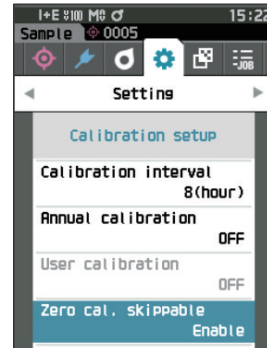 I+E M ♂ 15:22
Sample 0005
-JOB
Setting
Calibration setup
Calibration interval
8(hour)
Annual calibration
OFF
User calibration
OFF
Zero cal. skippable
Enable